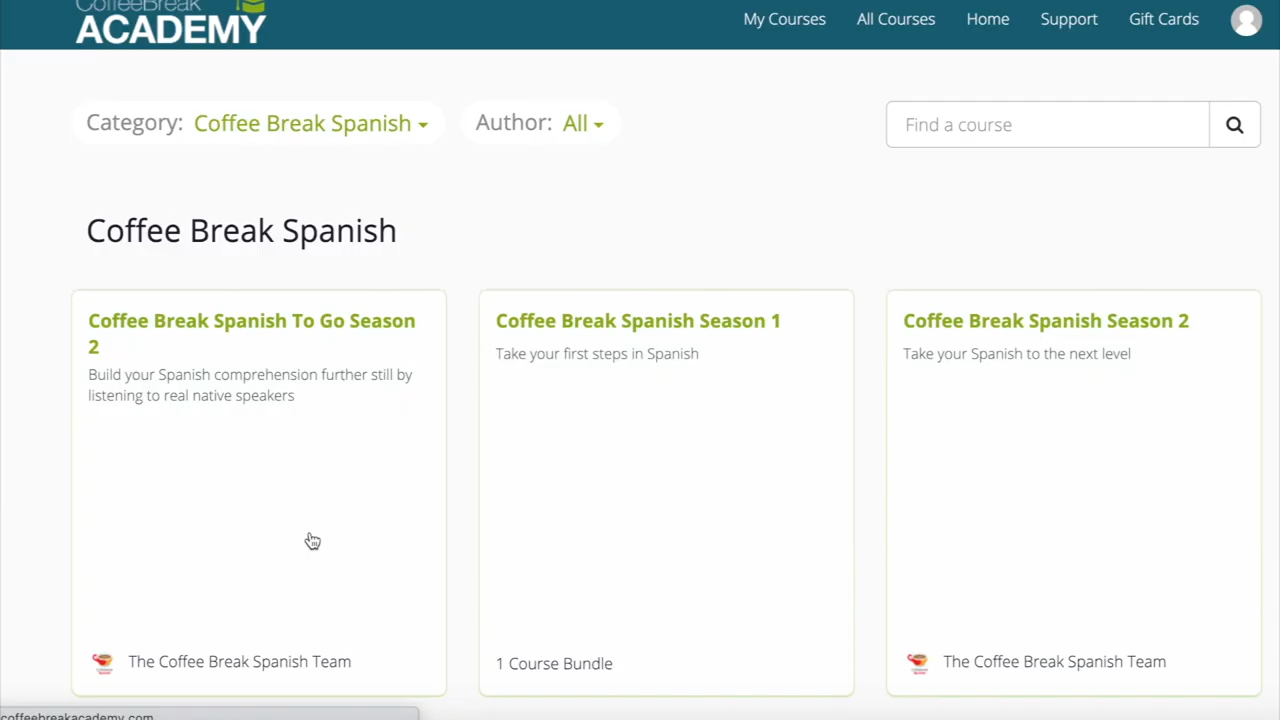 CoffeeBreak
ACADEMY
My Courses
All Courses
Home
Support
Gift Cards
Category: Coffee Break Spanish
Author: All
Find a course
Coffee Break Spanish
Coffee Break Spanish To Go Season
2
Build your Spanish comprehension further still by
listening to real native speakers
The Coffee Break Spanish Team
Coffee Break Spanish Season 1
Take your first steps in Spanish
1 Course Bundle
Coffee Break Spanish Season 2
Take your Spanish to the next level
The Coffee Break Spanish Team
coffeebreakacademy.com